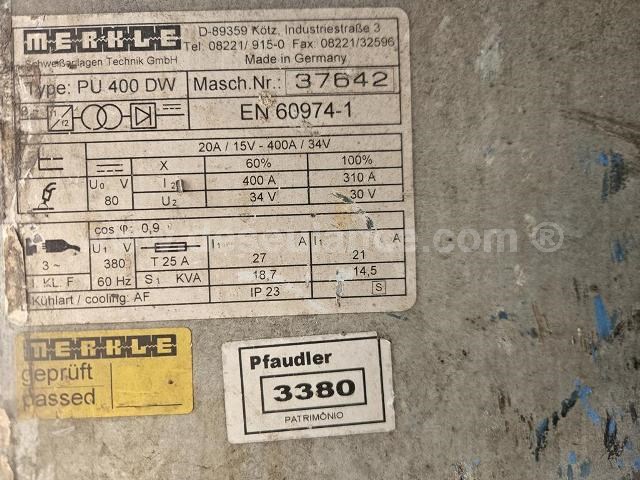 MERKLE
D-89359 Kötz, Industriestraße 3
Tel: 08221/ 915-0 Fax: 08221/32596
Schweißanlagen Technik GmbH
Made in Germany
Type: PU 400 DW
Masch.Nr.: 37642
f1/f2
EN 60974-1
20A / 15V - 400A / 34V
X 60% 100%
U0 V I2 400 A 310 A
80 U2 34 V 30 V
cos φ: 0,9
U1 V I1 A I1 A
3~ 380 T 25 A 27 21
I. KL. F 60 Hz S1 KVA 18,7 14,5
Kühlart / cooling: AF IP 23 S
MERKLE
geprüft
passed
Pfaudler
3380
PATRIMÔNIO